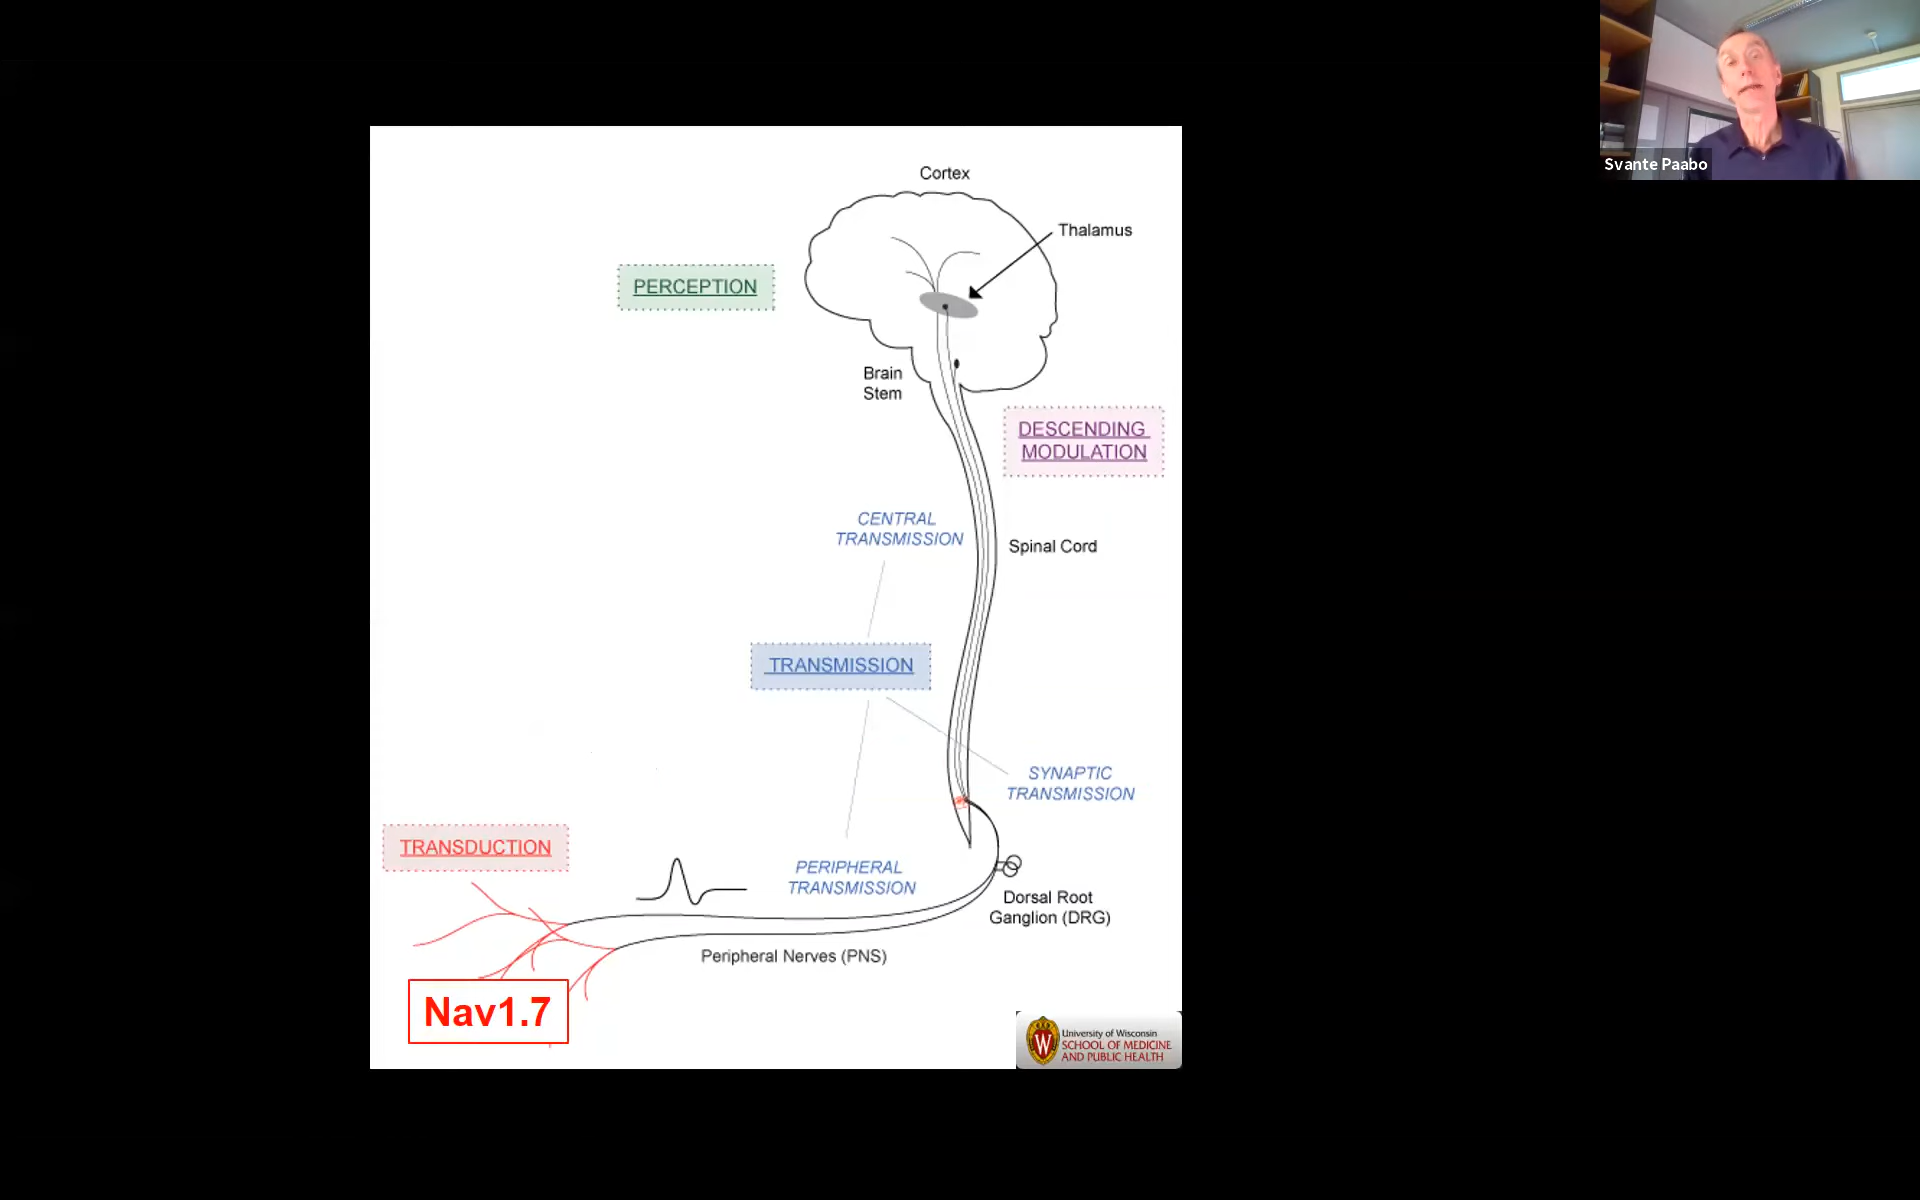 Svante Paabo
Cortex
Thalamus
PERCEPTION
Brain
Stem
DESCENDING
MODULATION
CENTRAL
TRANSMISSION
Spinal Cord
TRANSMISSION
SYNAPTIC
TRANSMISSION
TRANSDUCTION
PERIPHERAL
TRANSMISSION
Dorsal Root
Ganglion (DRG)
Peripheral Nerves (PNS)
Nav1.7
W
University of Wisconsin
SCHOOL OF MEDICINE
AND PUBLIC HEALTH